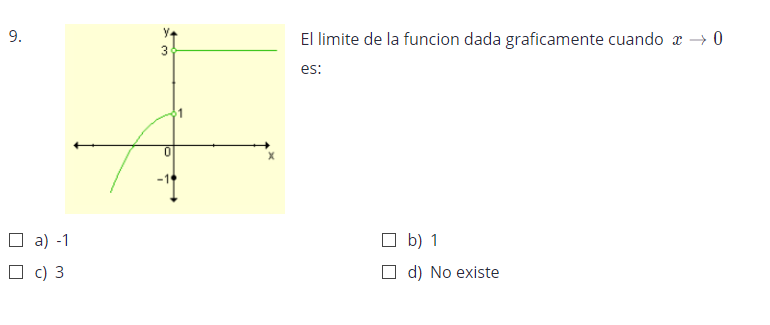 9.
y
3
1
0
x
-1
El limite de la funcion dada graficamente cuando x → 0
es:
a) -1
b) 1
c) 3
d) No existe